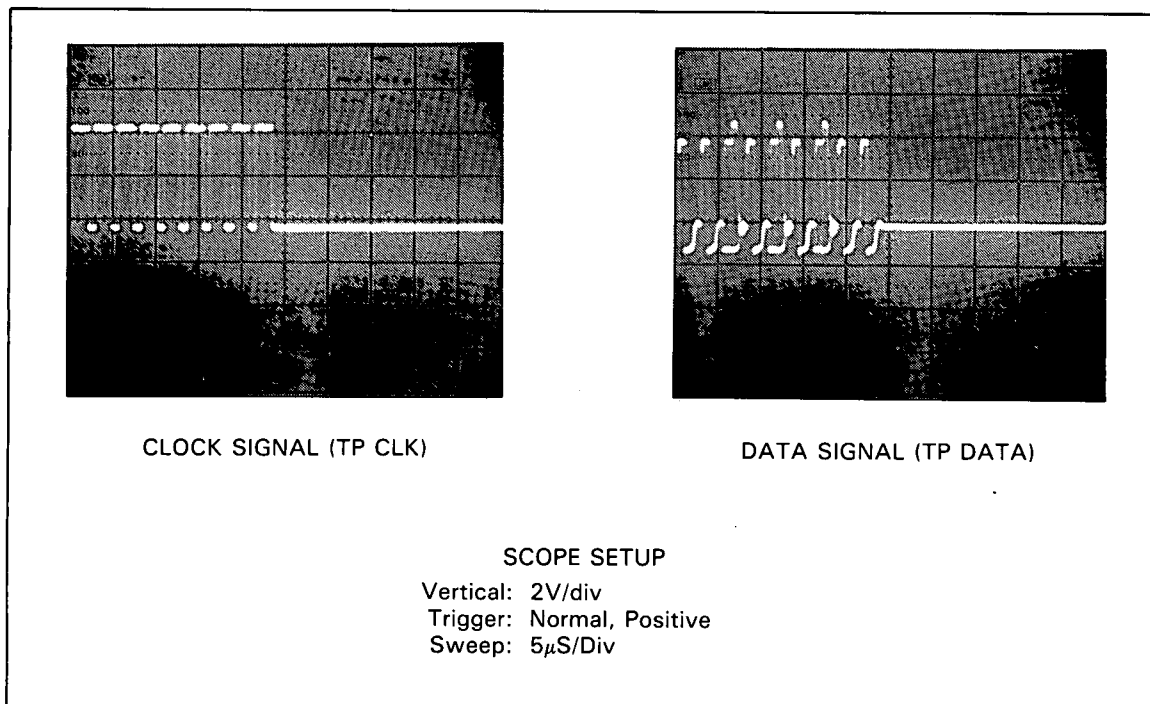 CLOCK SIGNAL (TP CLK)
DATA SIGNAL (TP DATA)
SCOPE SETUP
Vertical: 2V/div
Trigger: Normal, Positive
Sweep: 5μS/Div